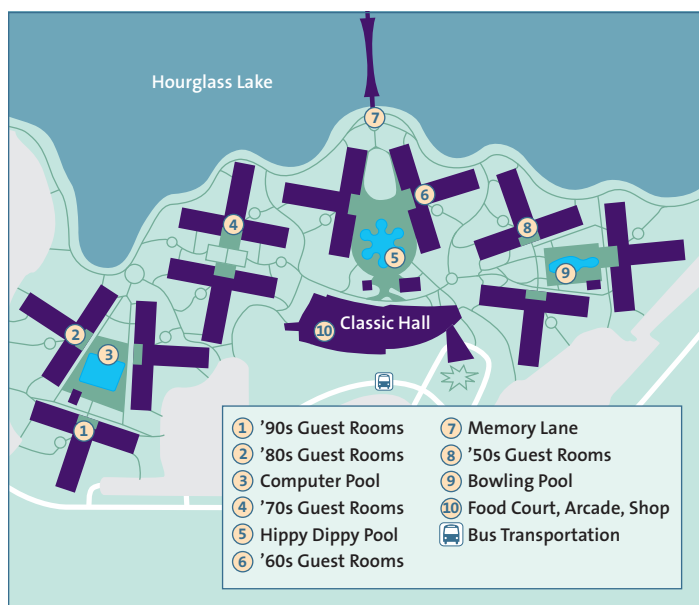 Hourglass Lake
7
6
4
8
5
9
10 Classic Hall
2
3
1
1 ’90s Guest Rooms
2 ’80s Guest Rooms
3 Computer Pool
4 ’70s Guest Rooms
5 Hippy Dippy Pool
6 ’60s Guest Rooms
7 Memory Lane
8 ’50s Guest Rooms
9 Bowling Pool
10 Food Court, Arcade, Shop
Bus Transportation